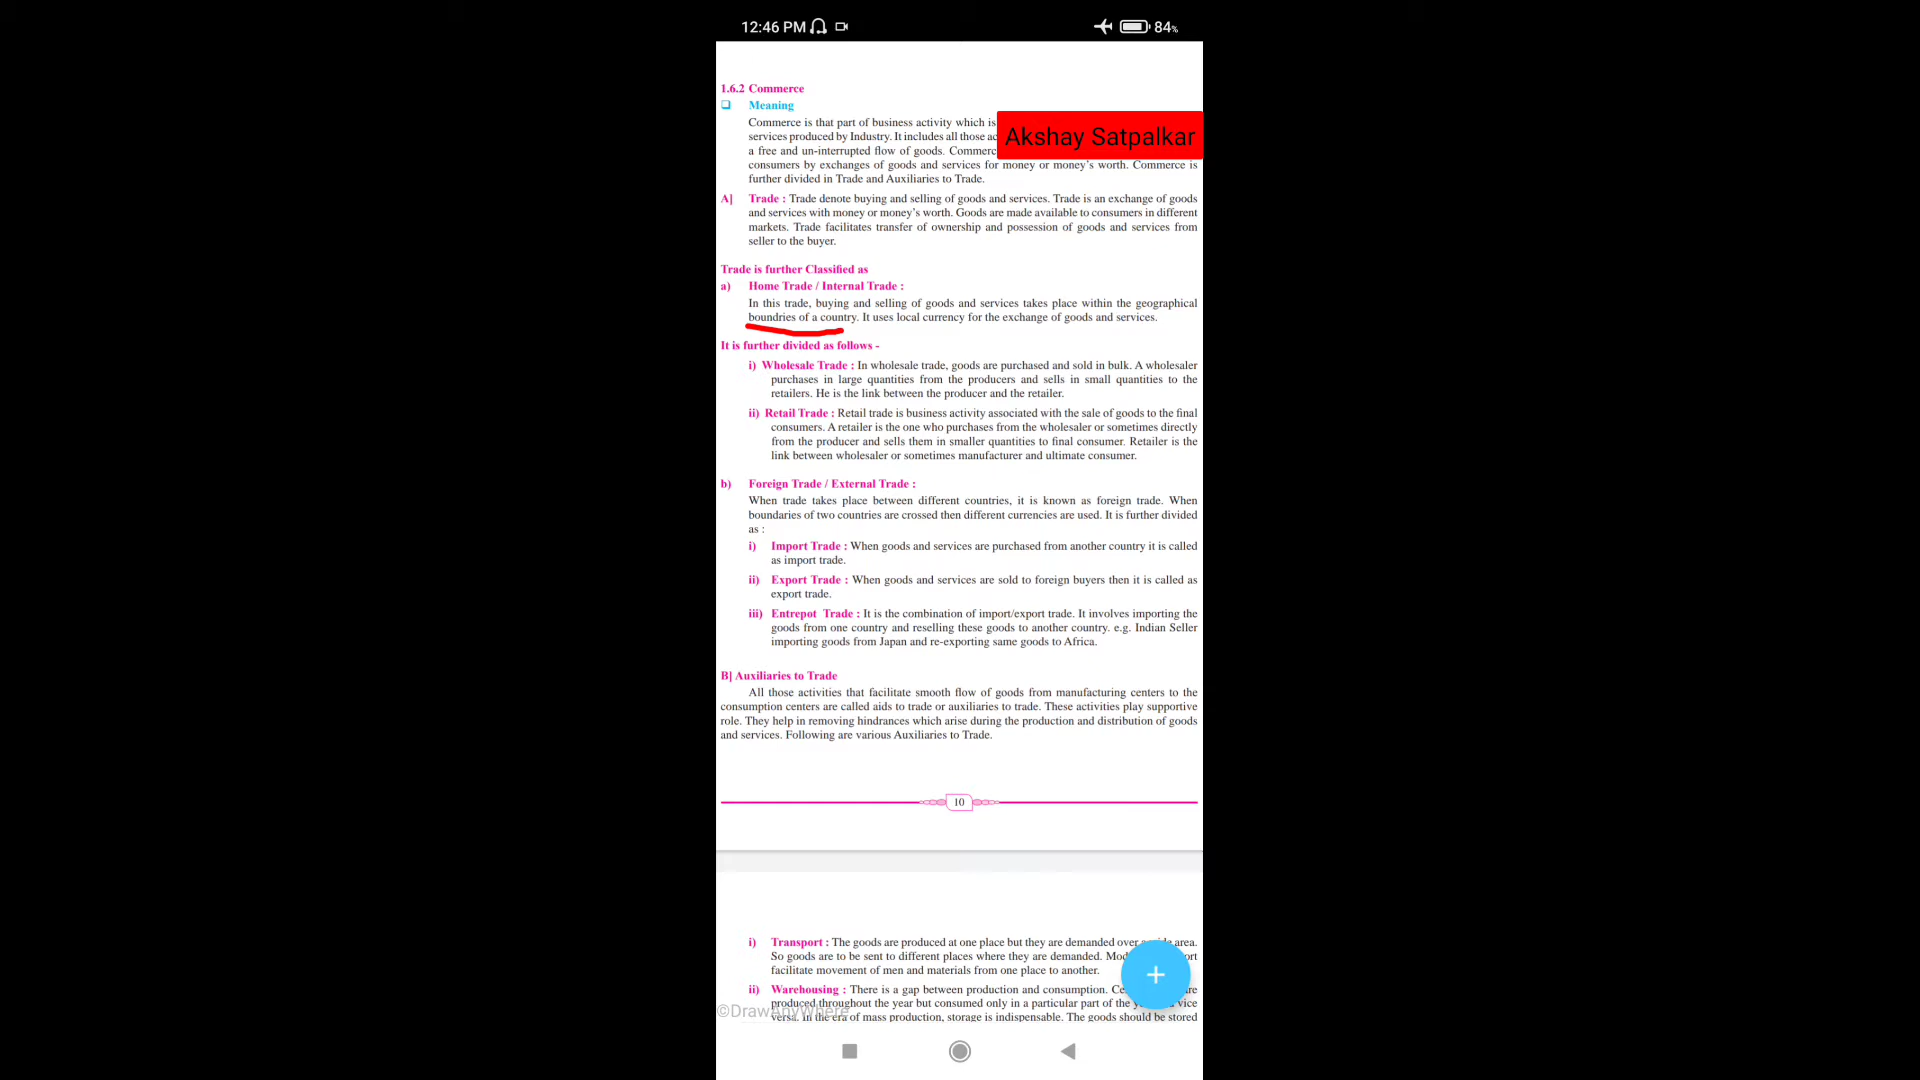 12:46 PM 84%
1.6.2 Commerce
❑ Meaning
Commerce is that part of business activity which is
services produced by Industry. It includes all those
Akshay Satpalkar
a free and un-interrupted flow of goods.
consumers by exchanges of goods and services for money or money's worth. Commerce is
further divided in Trade and Auxiliaries to Trade.
A] Trade : Trade denote buying and selling of goods and services. Trade is an exchange of goods
and services with money or money's worth. Goods are made available to consumers in different
markets. Trade facilitates transfer of ownership and possession of goods and services from
seller to the buyer.
Trade is further Classified as
a) Home Trade / Internal Trade :
In this trade, buying and selling of goods and services takes place within the geographical
boundries of a country. It uses local currency for the exchange of goods and services.
It is further divided as follows -
i) Wholesale Trade : In wholesale trade, goods are purchased and sold in bulk. A wholesaler
purchases in large quantities from the producers and sells in small quantities to the
retailers. He is the link between the producer and the retailer.
ii) Retail Trade : Retail trade is business activity associated with the sale of goods to the final
consumers. A retailer is the one who purchases from the wholesaler or sometimes directly
from the producer and sells them in smaller quantities to final consumer. Retailer is the
link between wholesaler or sometimes manufacturer and ultimate consumer.
b) Foreign Trade / External Trade :
When trade takes place between different countries, it is known as foreign trade. When
boundaries of two countries are crossed then different currencies are used. It is further divided
as :
i) Import Trade : When goods and services are purchased from another country it is called
as import trade.
ii) Export Trade : When goods and services are sold to foreign buyers then it is called as
export trade.
iii) Entrepot Trade : It is the combination of import/export trade. It involves importing the
goods from one country and reselling these goods to another country. e.g. Indian Seller
importing goods from Japan and re-exporting same goods to Africa.
B] Auxiliaries to Trade
All those activities that facilitate smooth flow of goods from manufacturing centers to the
consumption centers are called aids to trade or auxiliaries to trade. These activities play supportive
role. They help in removing hindrances which arise during the production and distribution of goods
and services. Following are various Auxiliaries to Trade.
10
i) Transport : The goods are produced at one place but they are demanded over area.
So goods are to be sent to different places where they are demanded.
facilitate movement of men and materials from one place to another.
ii) Warehousing : There is a gap between production and consumption.
produced throughout the year but consumed only in a particular part of the vice
©DrawAnyWhere
versa. In the era of mass production, storage is indispensable. The goods should be stored